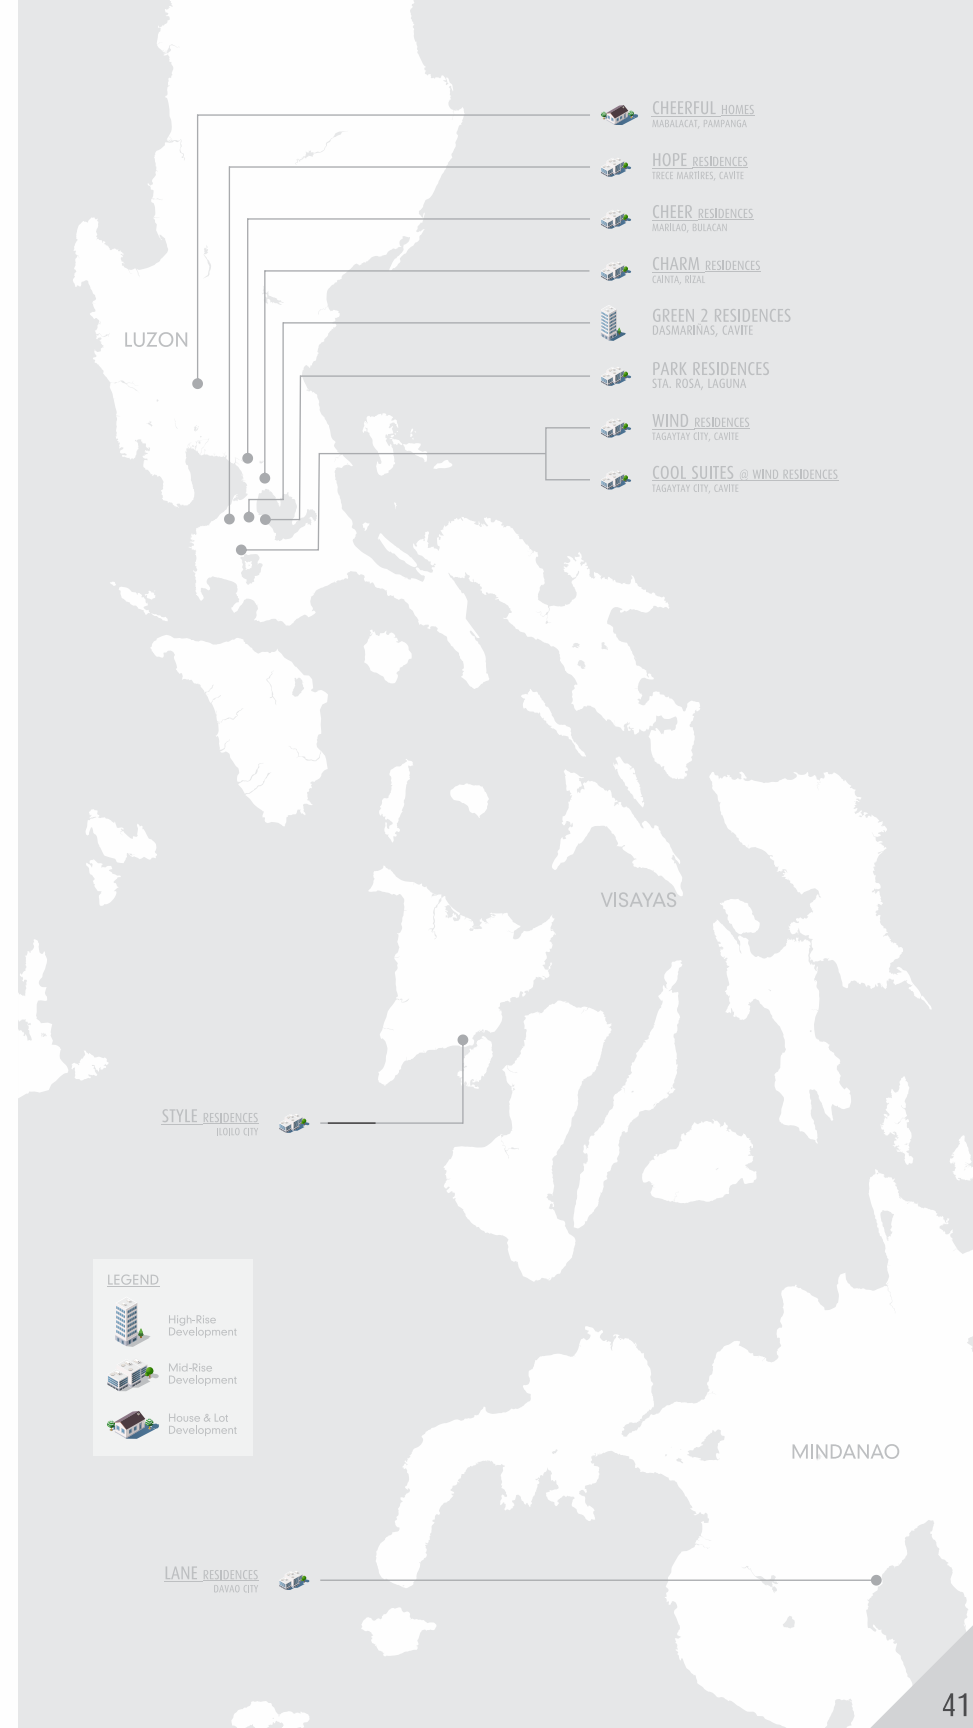 CHEERFUL HOMES
MABALACAT, PAMPANGA
HOPE RESIDENCES
TRECE MARTIRES, CAVITE
CHEER RESIDENCES
MARILAO, BULACAN
CHARM RESIDENCES
CAINTA, RIZAL
GREEN 2 RESIDENCES
DASMARIÑAS, CAVITE
LUZON
PARK RESIDENCES
STA. ROSA, LAGUNA
WIND RESIDENCES
TAGAYTAY CITY, CAVITE
COOL SUITES @ WIND RESIDENCES
TAGAYTAY CITY, CAVITE
VISAYAS
STYLE RESIDENCES
ILOILO CITY
LEGEND
High-Rise
Development
Mid-Rise
Development
House & Lot
Development
MINDANAO
LANE RESIDENCES
DAVAO CITY
41